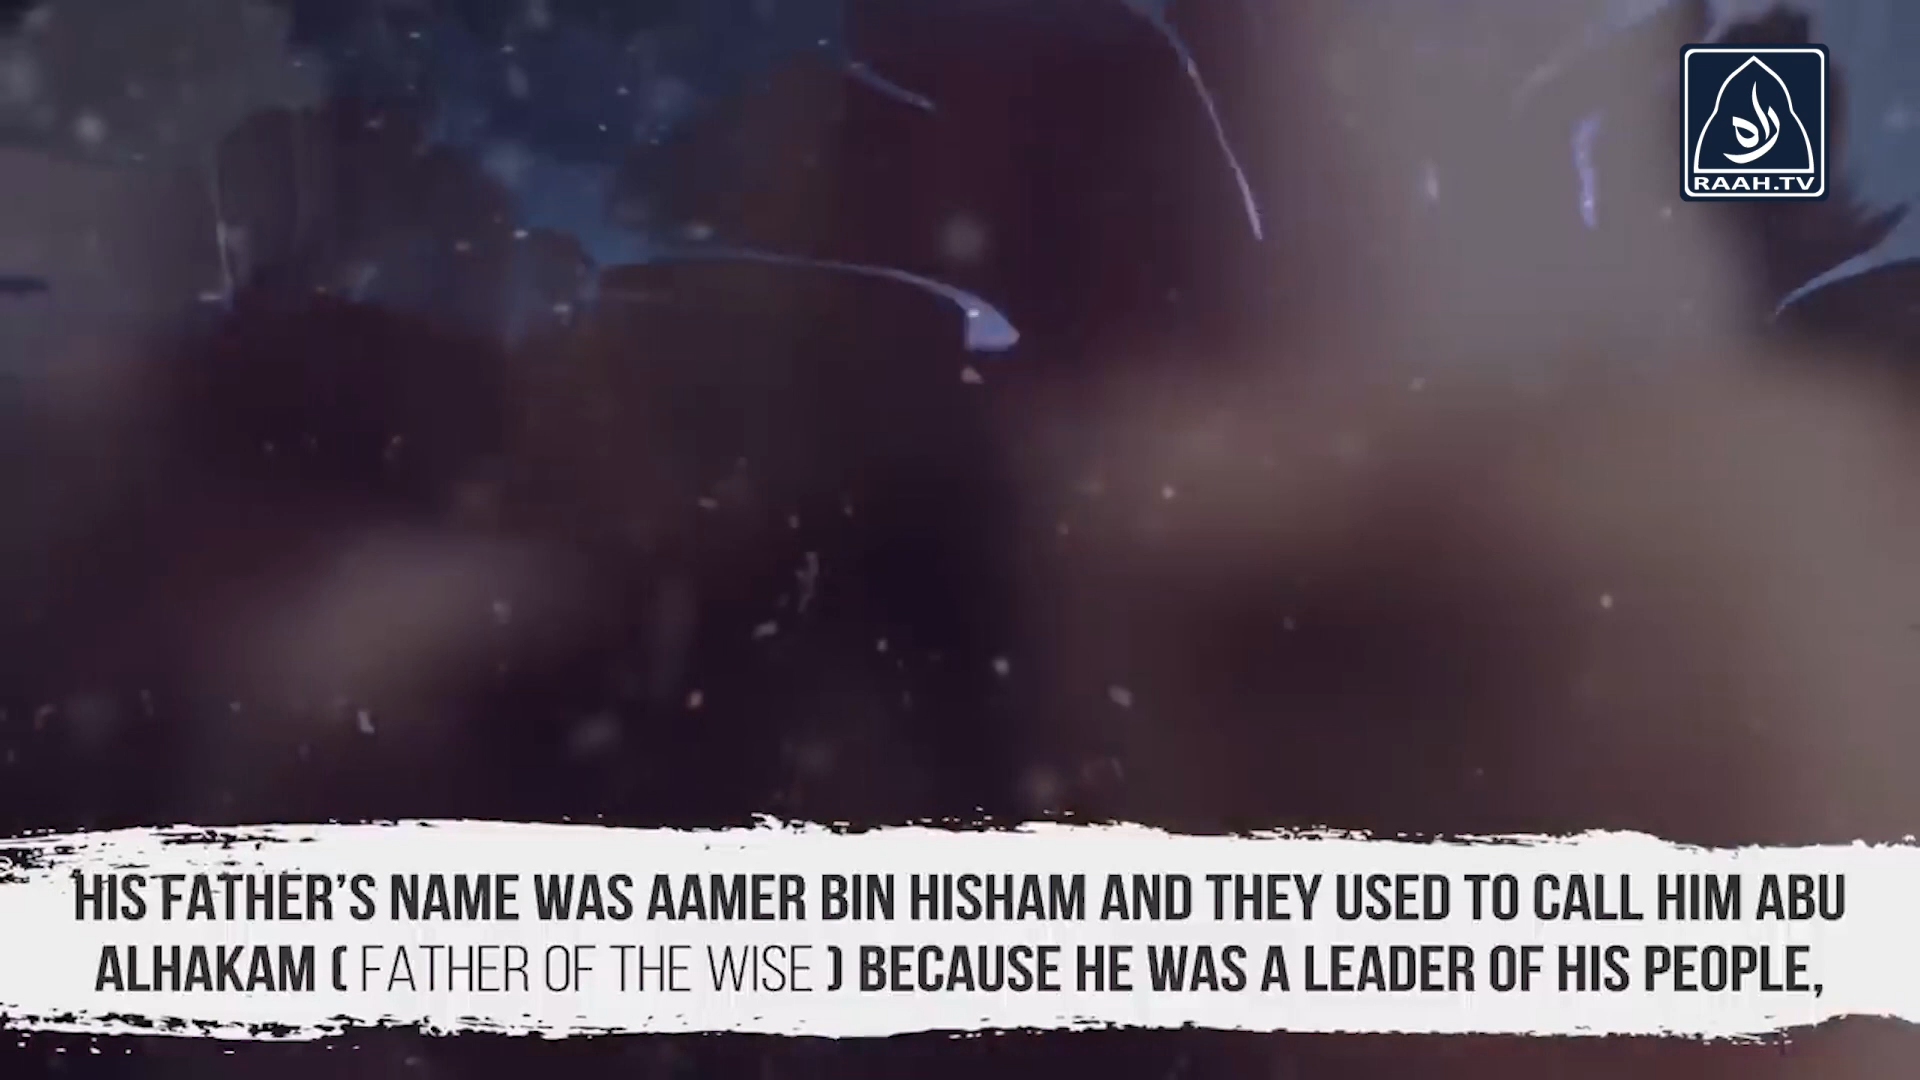 راه
RAAH.TV
HIS FATHER'S NAME WAS AAMER BIN HISHAM AND THEY USED TO CALL HIM ABU
ALHAKAM ( FATHER OF THE WISE ) BECAUSE HE WAS A LEADER OF HIS PEOPLE,